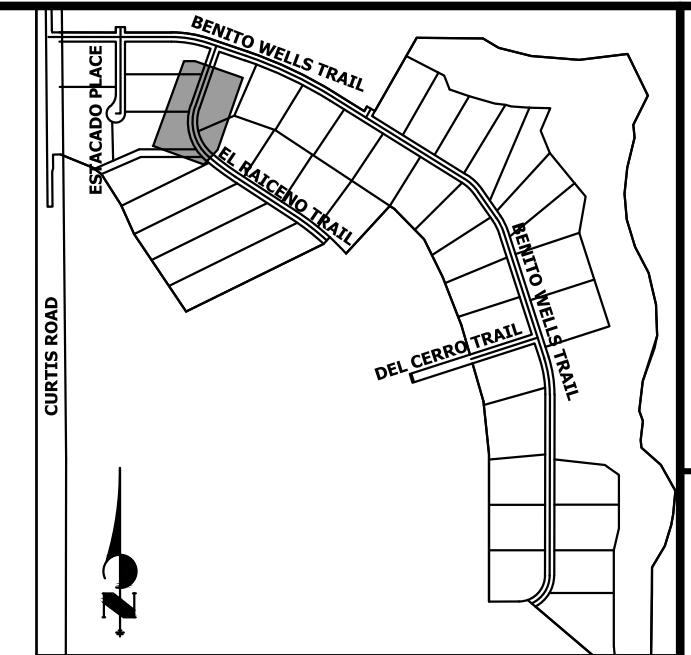 BENITO WELLS TRAIL
ESTACADO PLACE
EL RAICENO TRAIL
BENITO WELLS TRAIL
DEL CERRO TRAIL
CURTIS ROAD
N